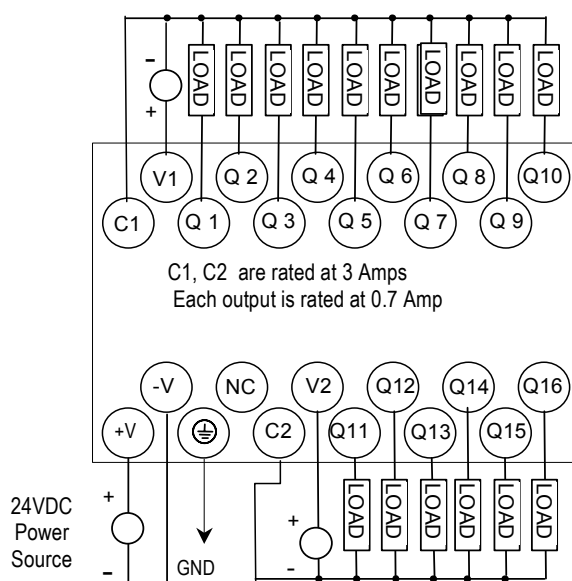 LOAD LOAD LOAD LOAD LOAD LOAD LOAD LOAD LOAD LOAD
-
+
V1 Q 2 Q 4 Q 6 Q 8 Q10
C1 Q 1 Q 3 Q 5 Q 7 Q 9
C1, C2 are rated at 3 Amps
Each output is rated at 0.7 Amp
-V NC V2 Q12 Q14 Q16
+V C2 Q11 Q13 Q15
LOAD LOAD LOAD LOAD LOAD LOAD
24VDC
Power
Source
+
-
GND
+
-